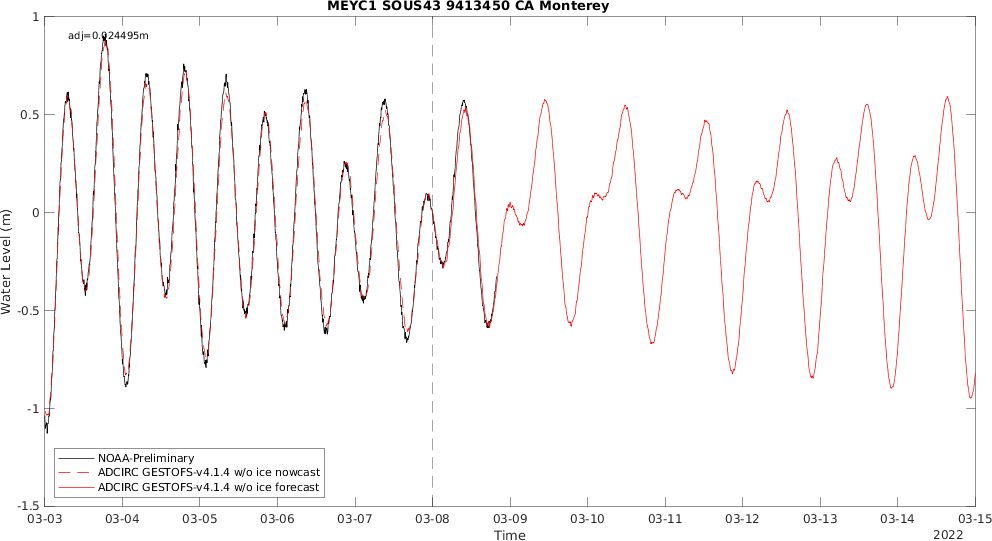 MEYC1 SOUS43 9413450 CA Monterey
adj=0.024495m
Water Level (m)
1
0.5
0
-0.5
-1
-1.5
NOAA-Preliminary
ADCIRC GESTOFS-v4.1.4 w/o ice nowcast
ADCIRC GESTOFS-v4.1.4 w/o ice forecast
03-03 03-04 03-05 03-06 03-07 03-08 03-09 03-10 03-11 03-12 03-13 03-14 03-15
Time
2022